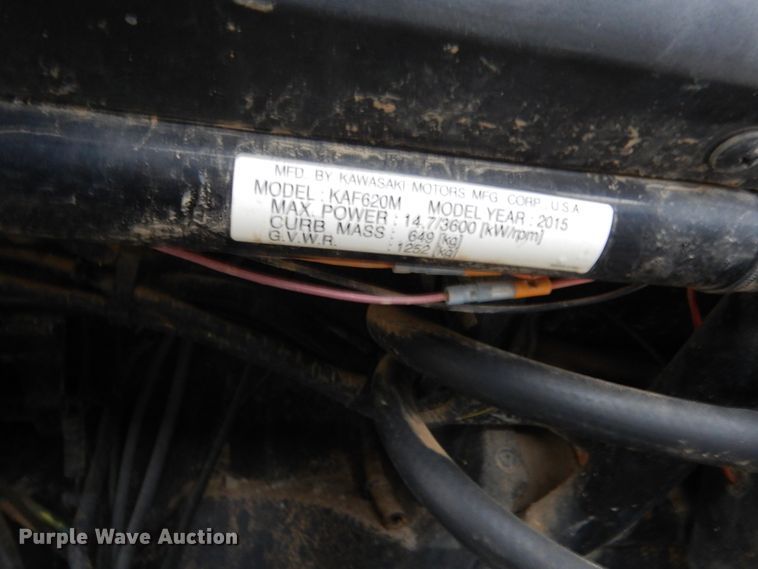 MFD. BY KAWASAKI MOTORS MFG. CORP., U.S.A.
MODEL : KAF620M MODEL YEAR : 2015
MAX. POWER : 14.7/3600 [kW/rpm]
CURB MASS : 649 [kg]
G.V.W.R. : 1262 [kg]
Purple Wave Auction